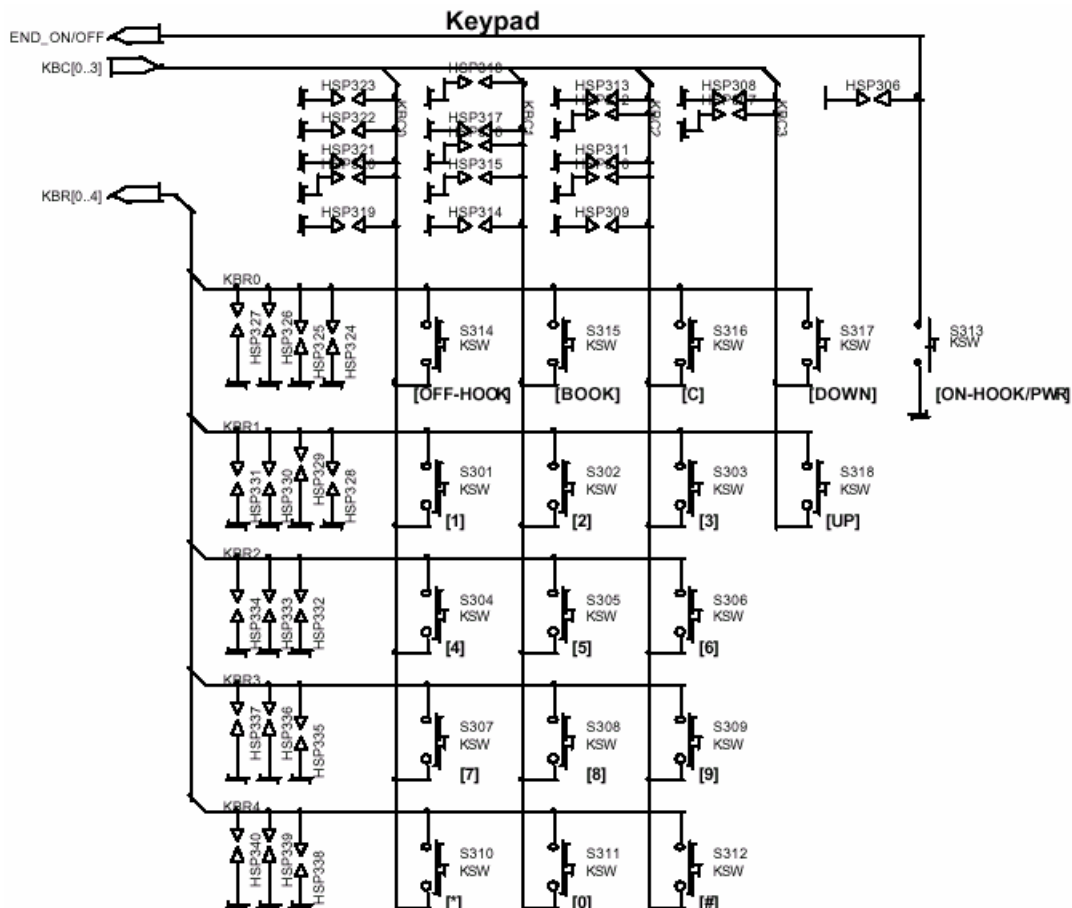 Keypad
END_ON/OFF
KBC[0..3]
HSP318
HSP323
HSP313
HSP308
HSP306
HSP322
HSP317
HSP321
HSP315
HSP311
HSP319
HSP314
HSP309
KBC0
KBC1
KBC2
KBC3
KBR[0..4]
KBR0
HSP327
HSP326
HSP325
HSP324
S314
KSW
S315
KSW
S316
KSW
S317
KSW
S313
KSW
[OFF-HOOK]
[BOOK]
[C]
[DOWN]
[ON-HOOK/PWR]
KBR1
HSP331
HSP330
HSP329
HSP328
S301
KSW
S302
KSW
S303
KSW
S318
KSW
[1]
[2]
[3]
[UP]
KBR2
HSP334
HSP333
HSP332
S304
KSW
S305
KSW
S306
KSW
[4]
[5]
[6]
KBR3
HSP337
HSP336
HSP335
S307
KSW
S308
KSW
S309
KSW
[7]
[8]
[9]
KBR4
HSP340
HSP339
HSP338
S310
KSW
S311
KSW
S312
KSW
[*]
[0]
[#]